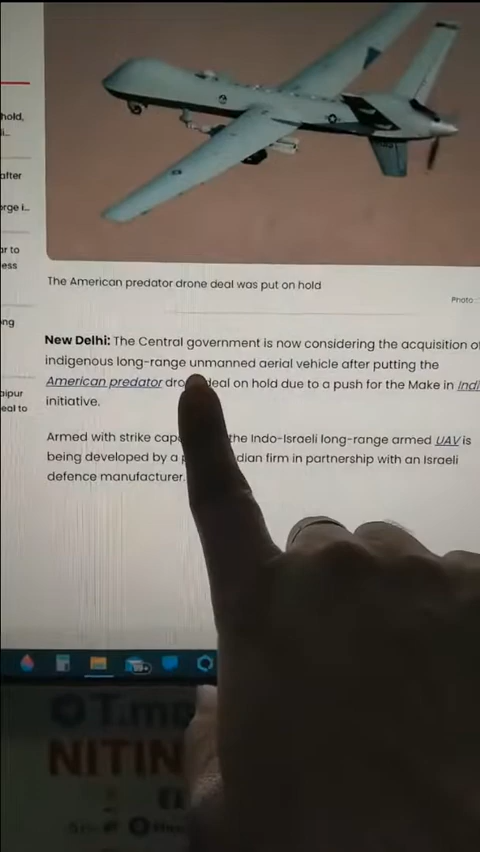 hold,
after
ar to
ess
ng
aipur
eal to
The American predator drone deal was put on hold
Photo
New Delhi: The Central government is now considering the acquisition of
indigenous long-range unmanned aerial vehicle after putting the
American predator deal on hold due to a push for the Make in Indi
initiative.
Armed with strike the Indo-Israeli long-range armed UAV is
being developed by a firm in partnership with an Israeli
defence manufacturer.
NITIN